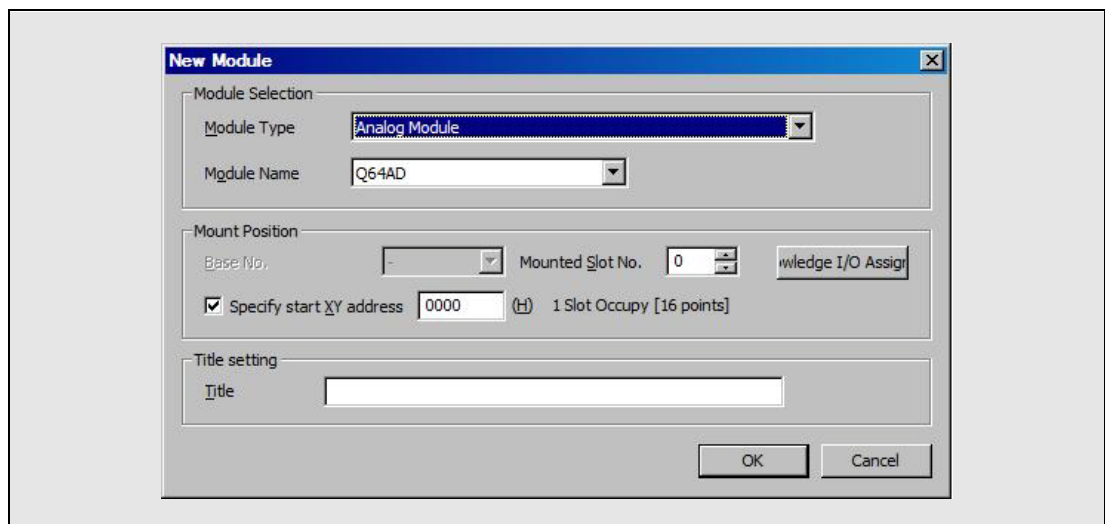 New Module
Module Selection
Module Type Analog Module
Module Name Q64AD
Mount Position
Base No. - Mounted Slot No. 0 wledge I/O Assign
Specify start XY address 0000 (H) 1 Slot Occupy [16 points]
Title setting
Title
OK Cancel